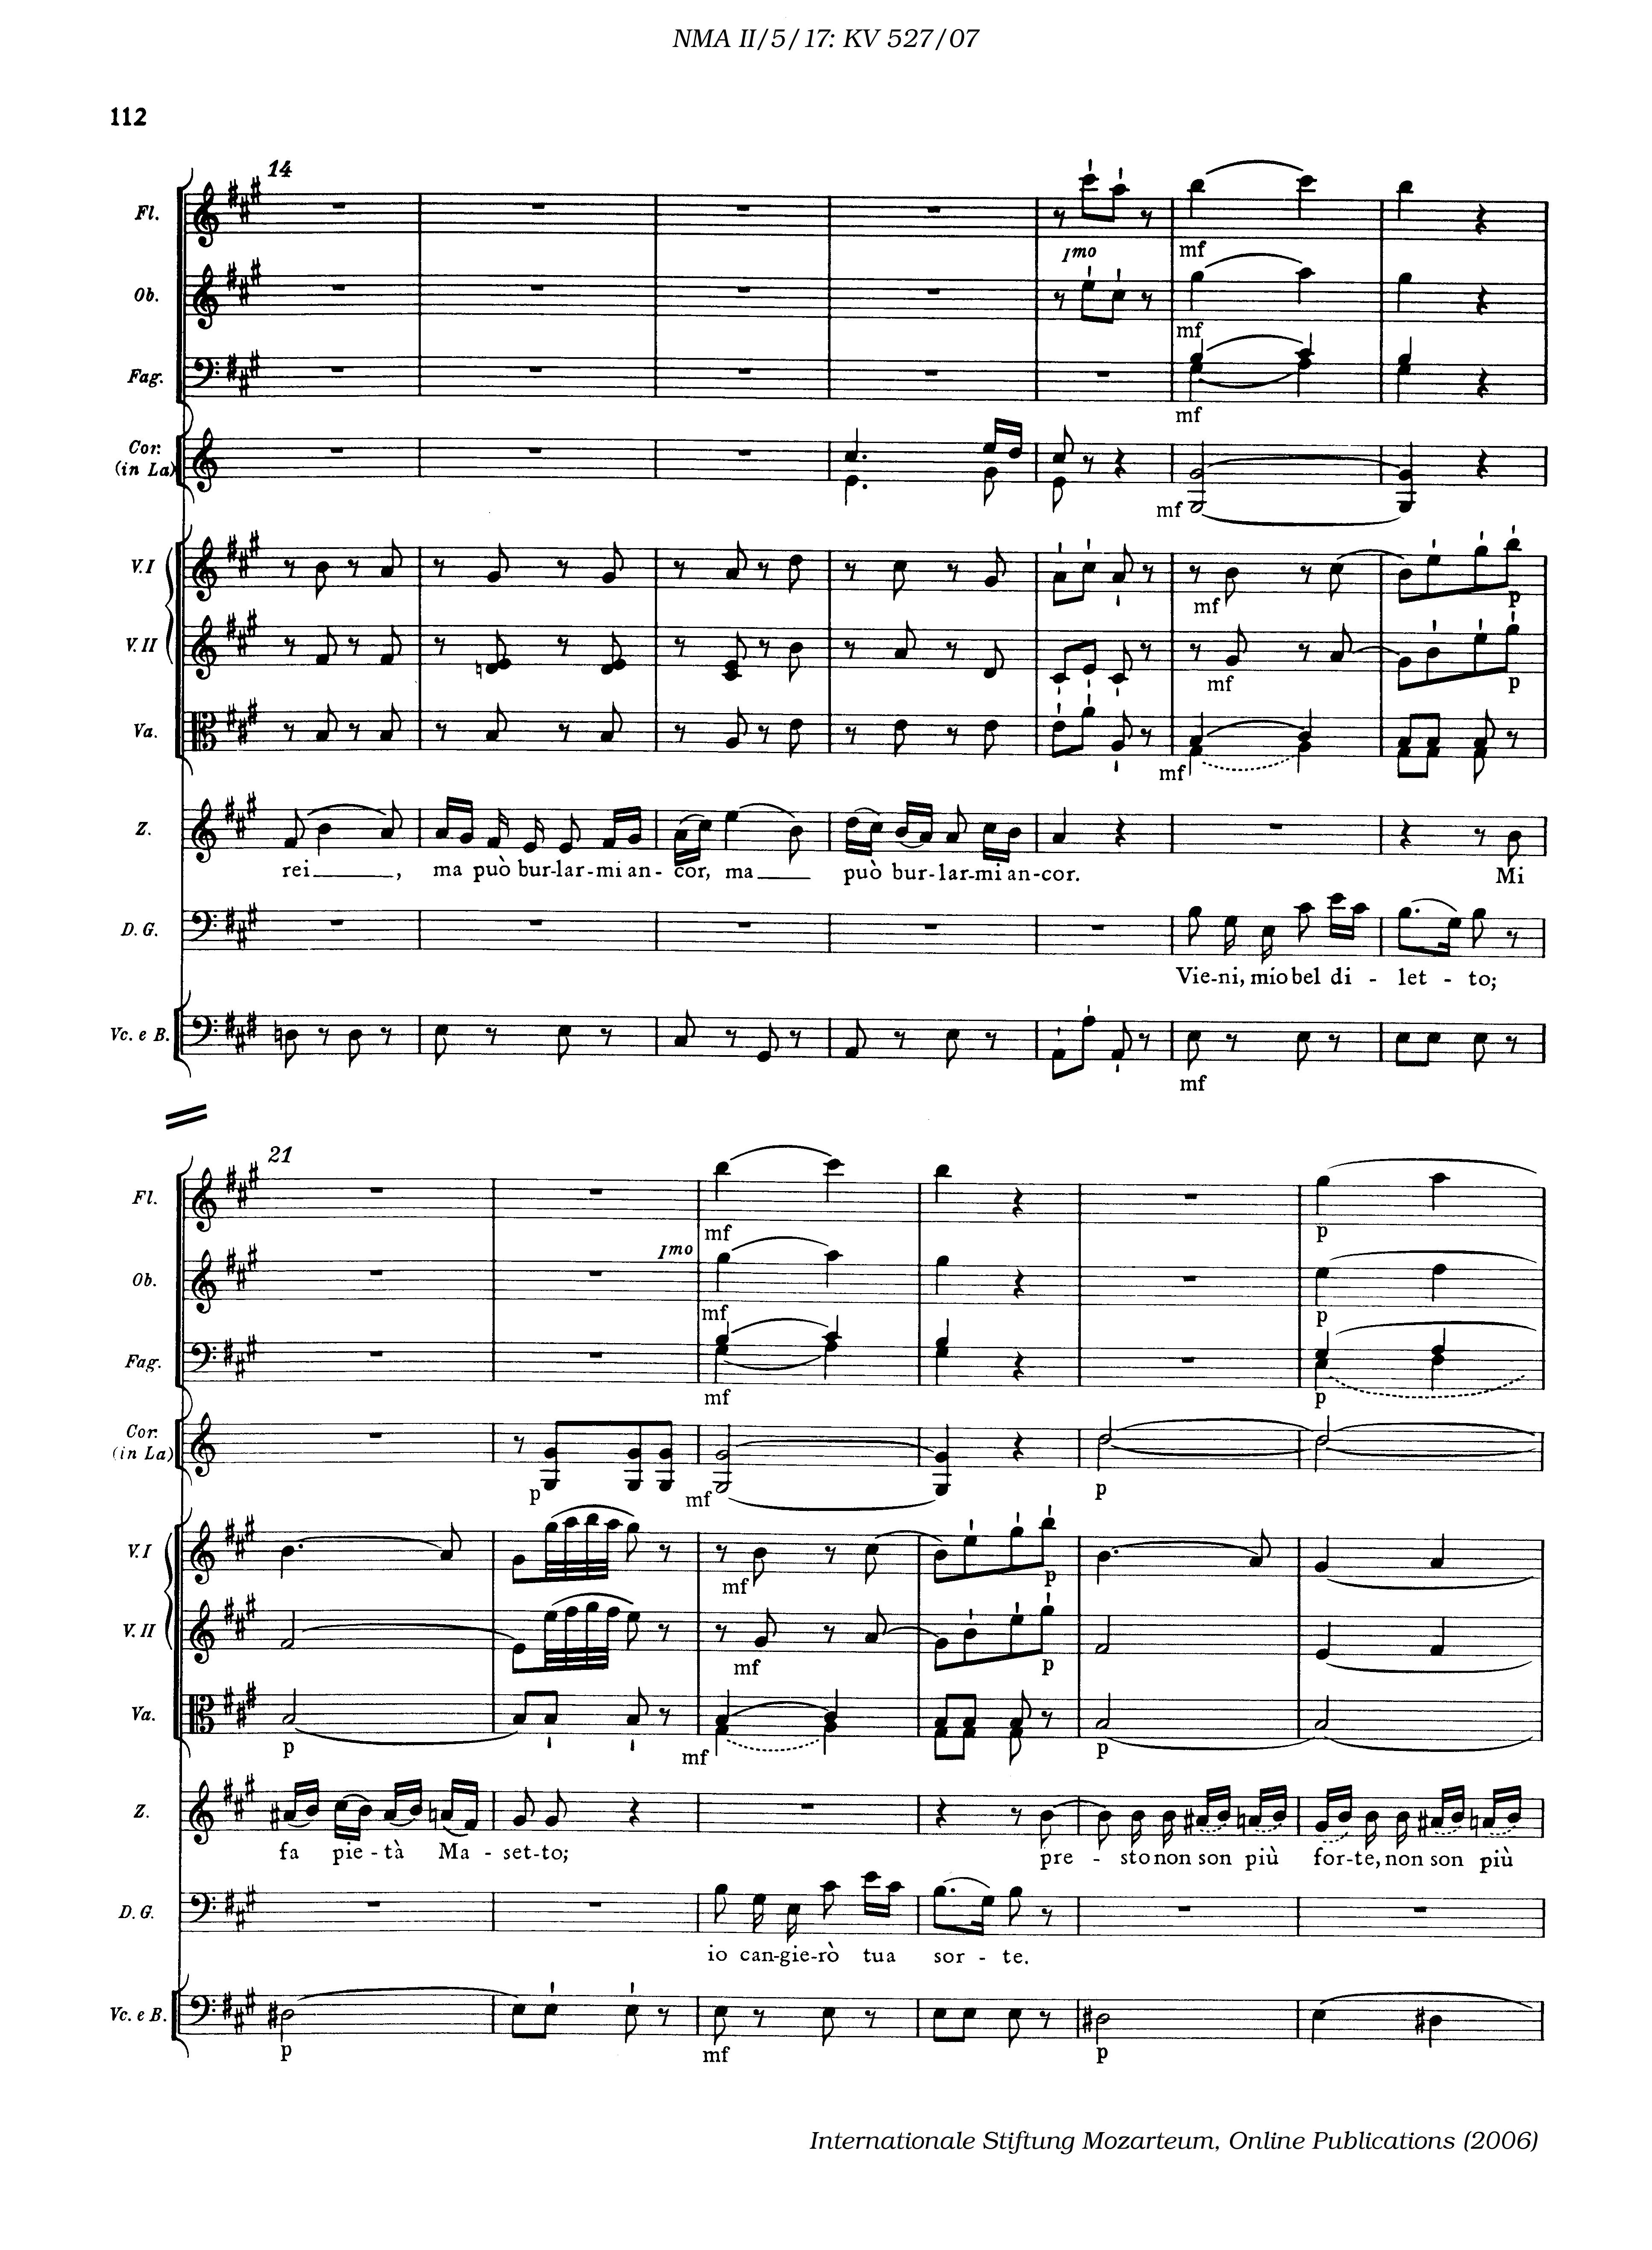 NMA II/5/17: KV 527/07
112
14
Fl.
Imo
mf
Ob.
mf
Fag.
mf
Cor.
(in La)
mf
V. I
mf
p
V. II
mf
p
Va.
mf
Z.
rei , ma può bur-lar-mi an-cor, ma può bur-lar-mi an-cor. Mi
D. G.
Vie-ni, mio bel di - let - to;
Vc. e B.
mf
21
Fl.
mf
p
Imo
Ob.
mf
p
Fag.
mf
p
Cor.
(in La)
p
mf
p
V. I
mf
p
V. II
mf
p
Va.
p
mf
p
Z.
fa pie-tà Ma - set-to; pre - sto non son più for-te, non son più
D. G.
io can-gie-rò tua sor - te.
Vc. e B.
p
mf
p
Internationale Stiftung Mozarteum, Online Publications (2006)